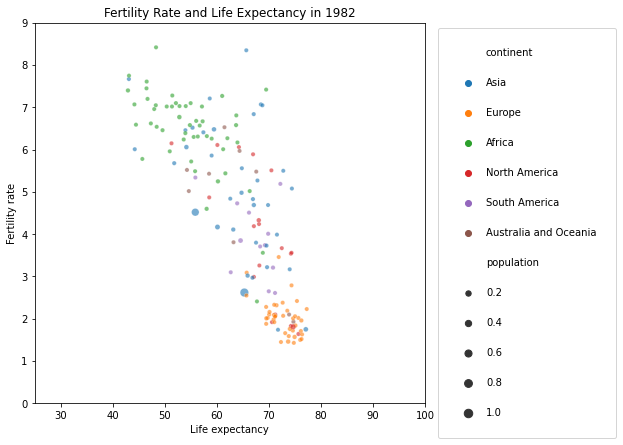 Fertility Rate and Life Expectancy in 1982
Fertility rate
9
8
7
6
5
4
3
2
1
0
30 40 50 60 70 80 90 100
Life expectancy
continent
Asia
Europe
Africa
North America
South America
Australia and Oceania
population
0.2
0.4
0.6
0.8
1.0